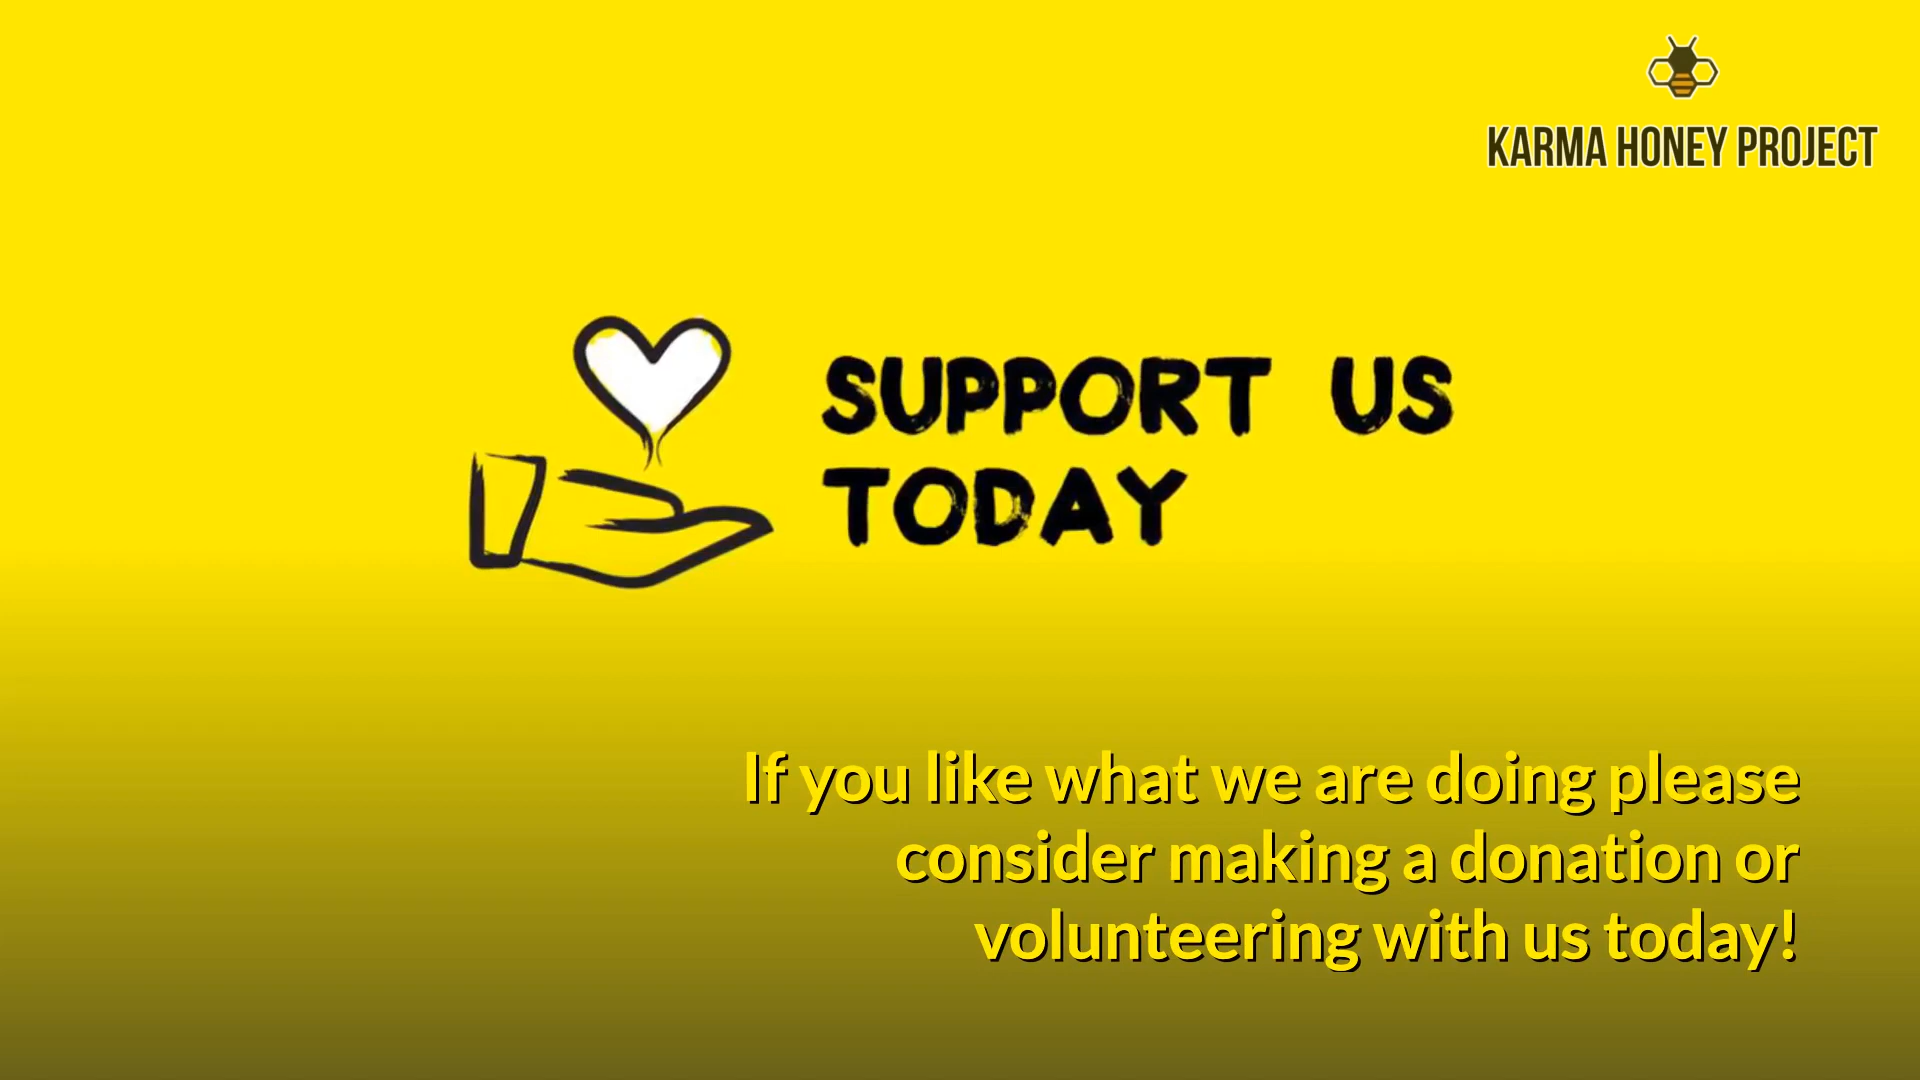 KARMA HONEY PROJECT
SUPPORT US
TODAY
If you like what we are doing please
consider making a donation or
volunteering with us today!